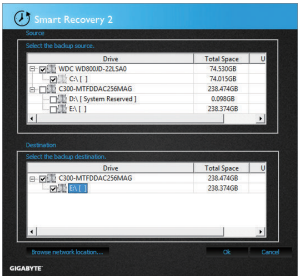 Smart Recovery 2
Source
Select the backup source.
Drive Total Space U
WDC WD800JD-22LSA0 74.530GB
C:\ [ ] 74.015GB
C300-MTFDDAC256MAG 238.474GB
D:\ [ System Reserved ] 0.098GB
E:\ [ ] 238.374GB
Destination
Select the backup destination.
Drive Total Space U
C300-MTFDDAC256MAG 238.474GB
E:\ [ ] 238.374GB
Browse network location.... Ok Cancel
GIGABYTE